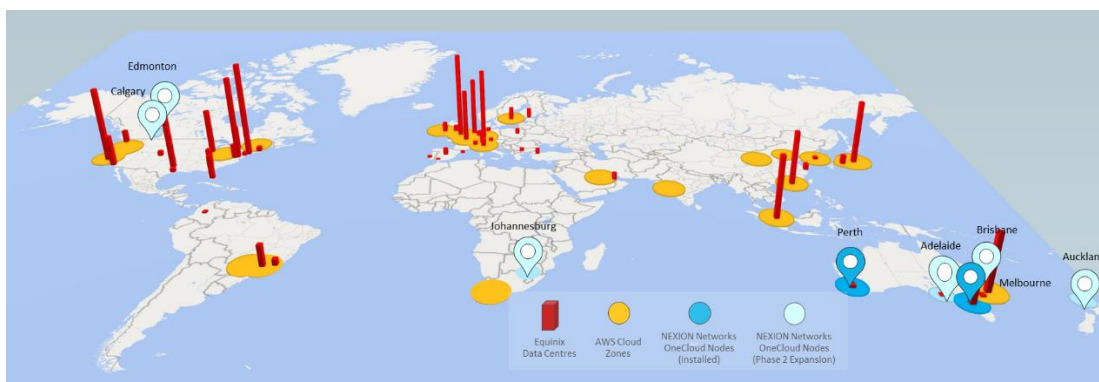 Edmonton
Calgary
Johannesburg
Perth
Brisbane
Adelaide
Melbourne
Aucklan
Equinix
Data Centres
AWS Cloud
Zones
NEXION Networks
OneCloud Nodes
(Installed)
NEXION Networks
OneCloud Nodes
(Phase 2 Expansion)